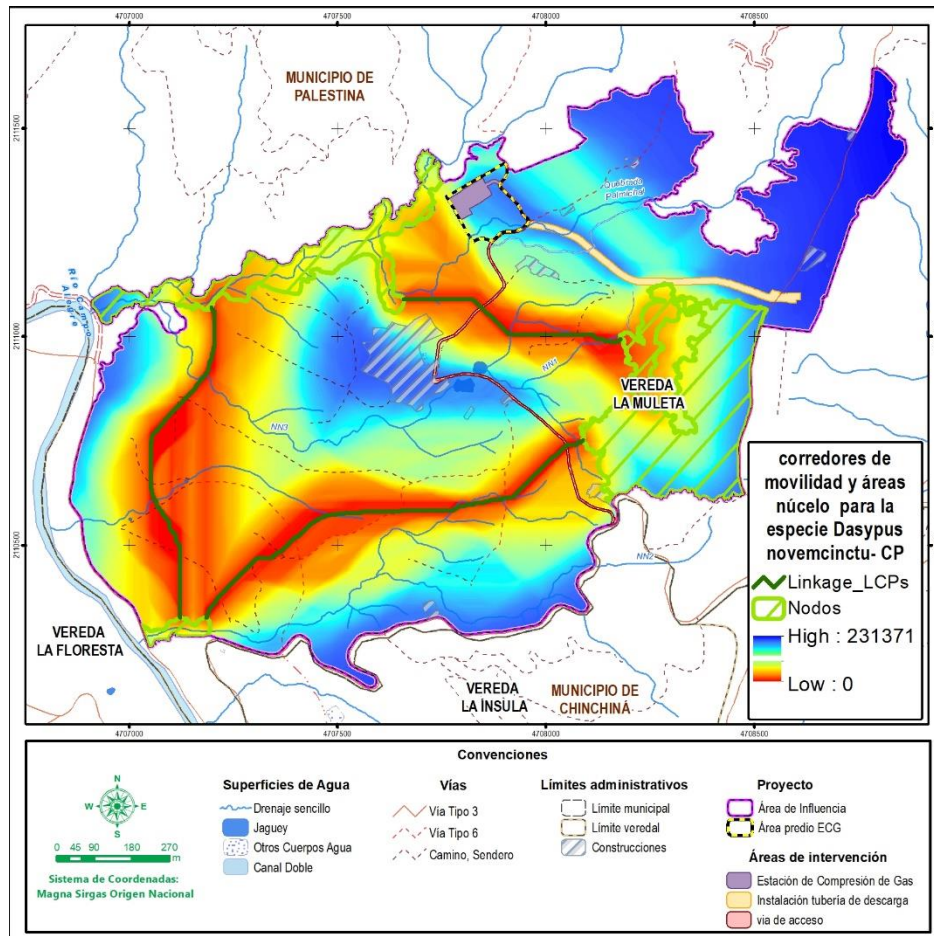 4707000 4707500 4708000 4708500
MUNICIPIO DE
PALESTINA
2111500
Quebrada
Palmichal
Río Campo
Alegre
2111000
NN1
VEREDA
LA MULETA
NN3
corredores de
movilidad y áreas
núcelo para la
especie Dasypus
novemcinctu- CP
Linkage_LCPs
Nodos
High : 231371
Low : 0
2110500
NN2
VEREDA
LA FLORESTA
VEREDA
LA ÍNSULA
MUNICIPIO DE
CHINCHINÁ
4707000 4707500 4708000 4708500
Convenciones
N
W E
S
0 45 90 180 270
m
Sistema de Coordenadas:
Magna Sirgas Origen Nacional
Superficies de Agua
Drenaje sencillo
Jaguey
Otros Cuerpos Agua
Canal Doble
Vías
Vía Tipo 3
Vía Tipo 6
Camino, Sendero
Límites administrativos
Límite municipal
Límite veredal
Construcciones
Proyecto
Área de Influencia
Área predio ECG
Áreas de intervención
Estación de Compresión de Gas
Instalación tubería de descarga
via de acceso